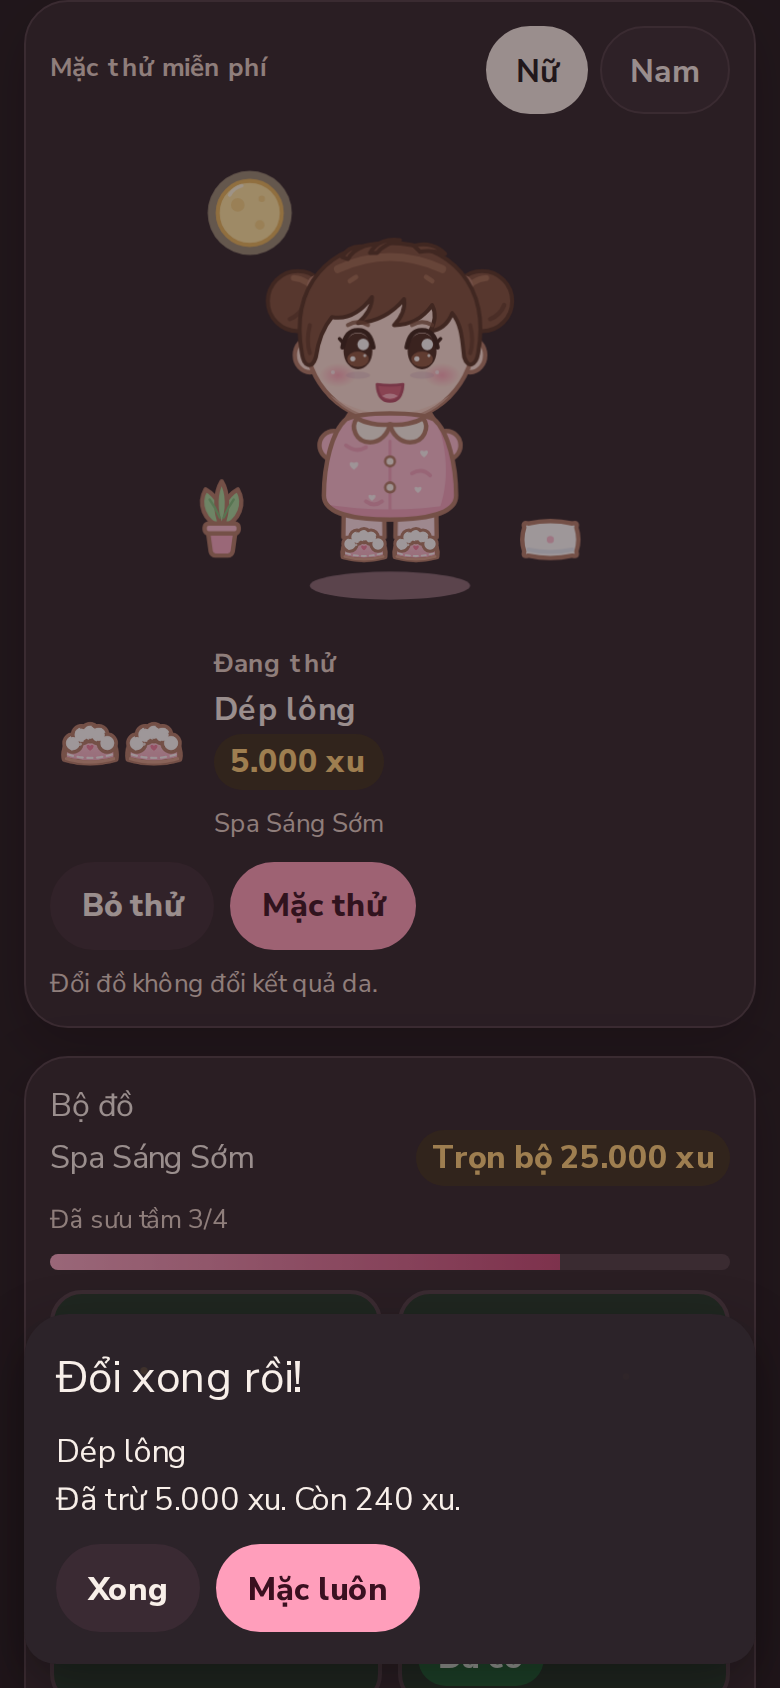 Mặc thử miễn phí
Nữ
Nam
Đang thử
Dép lông
5.000 xu
Spa Sáng Sớm
Bỏ thử
Mặc thử
Đổi đồ không đổi kết quả da.
Bộ đồ
Spa Sáng Sớm
Trọn bộ 25.000 xu
Đã sưu tầm 3/4
Đổi xong rồi!
Dép lông
Đã trừ 5.000 xu. Còn 240 xu.
Xong
Mặc luôn